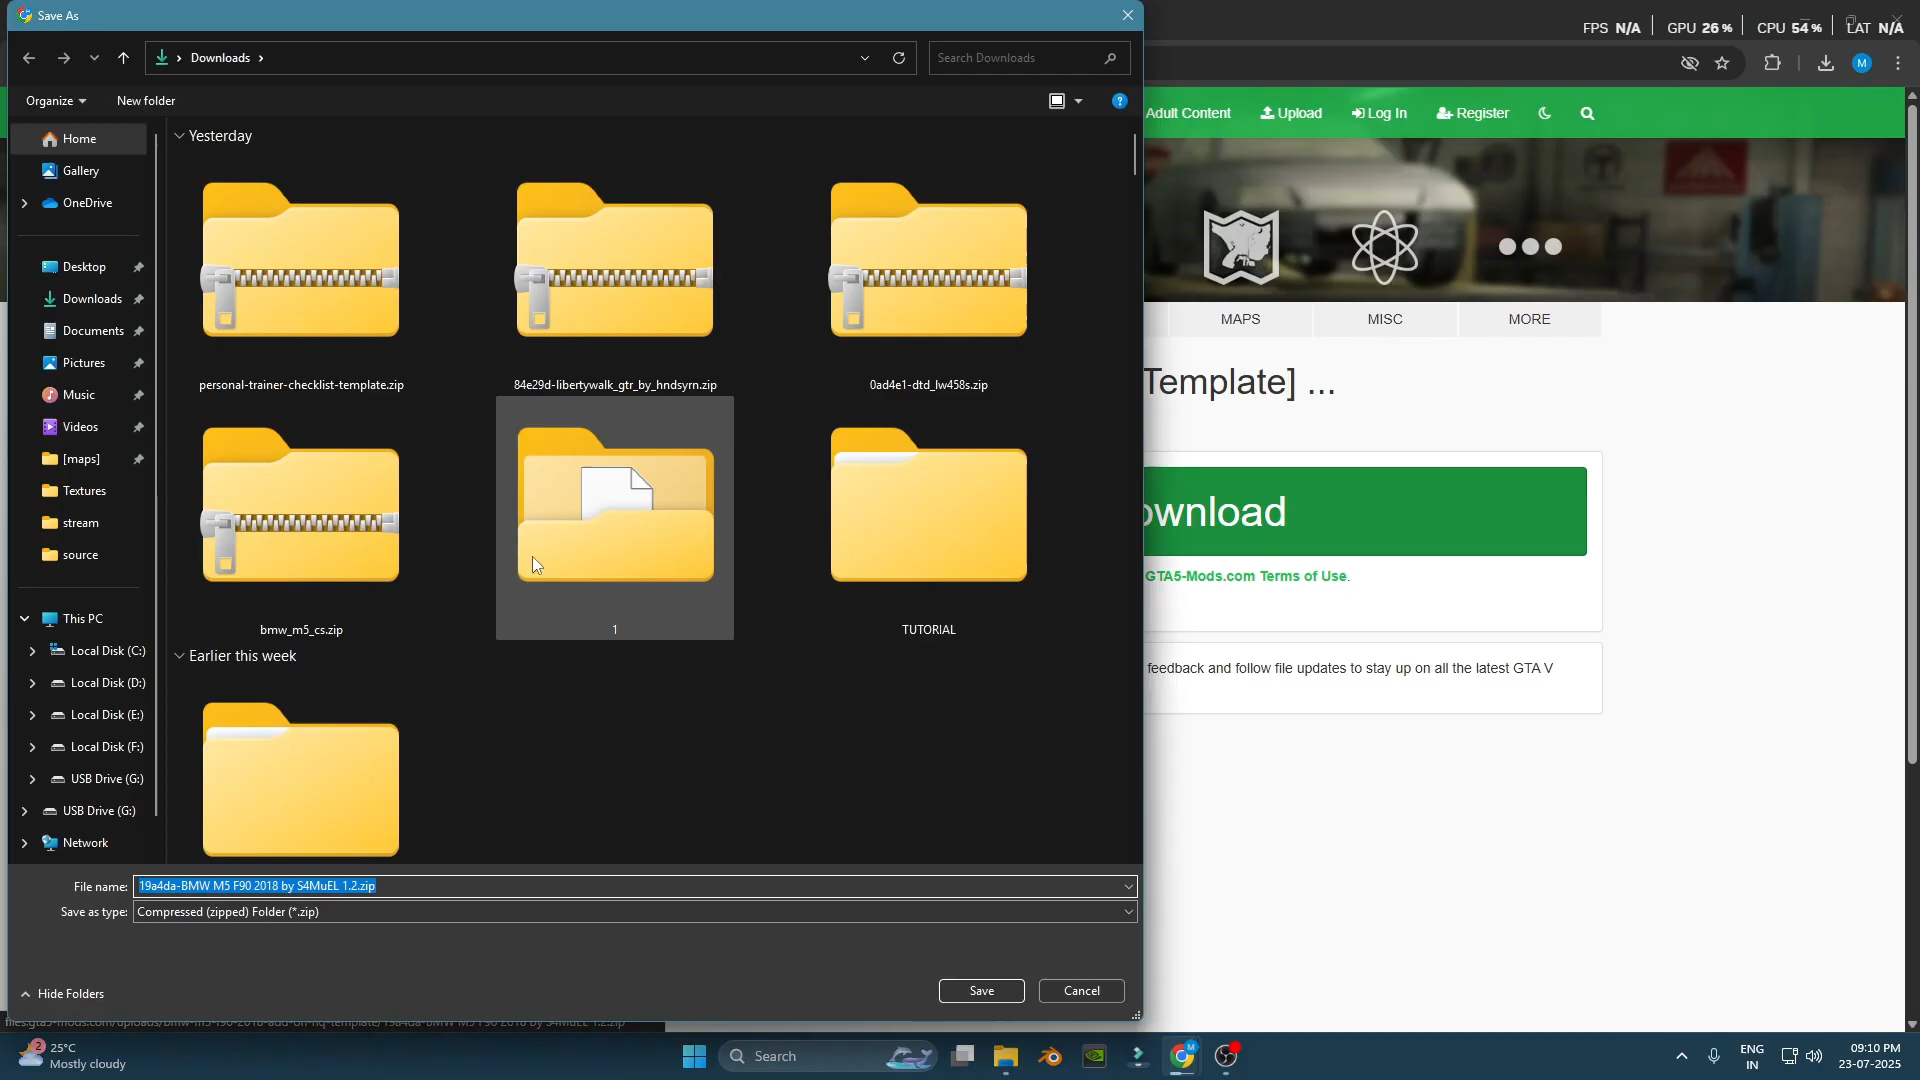 Save As
FPS N/A
GPU 26 %
CPU 54 %
LAT N/A
Downloads
Search Downloads
M
Organize
New folder
Adult Content
Upload
Log In
Register
Home
Yesterday
Gallery
OneDrive
Desktop
Downloads
Documents
MAPS
MISC
MORE
Pictures
personal-trainer-checklist-template.zip
84e29d-libertywalk_gtr_by_hndsyrn.zip
0ad4e1-dtd_lw458s.zip
Template] ...
Music
Videos
[maps]
Textures
ownload
stream
source
GTA5-Mods.com Terms of Use.
This PC
bmw_m5_cs.zip
1
TUTORIAL
Local Disk (C:)
Earlier this week
feedback and follow file updates to stay up on all the latest GTA V
Local Disk (D:)
Local Disk (E:)
Local Disk (F:)
USB Drive (G:)
USB Drive (G:)
Network
File name: 19a4da-BMW M5 F90 2018 by S4MuEL 1.2.zip
Save as type: Compressed (zipped) Folder (*.zip)
Hide Folders
Save
Cancel
2
25°C
Mostly cloudy
Search
M
ENG
IN
09:10 PM
23-07-2025